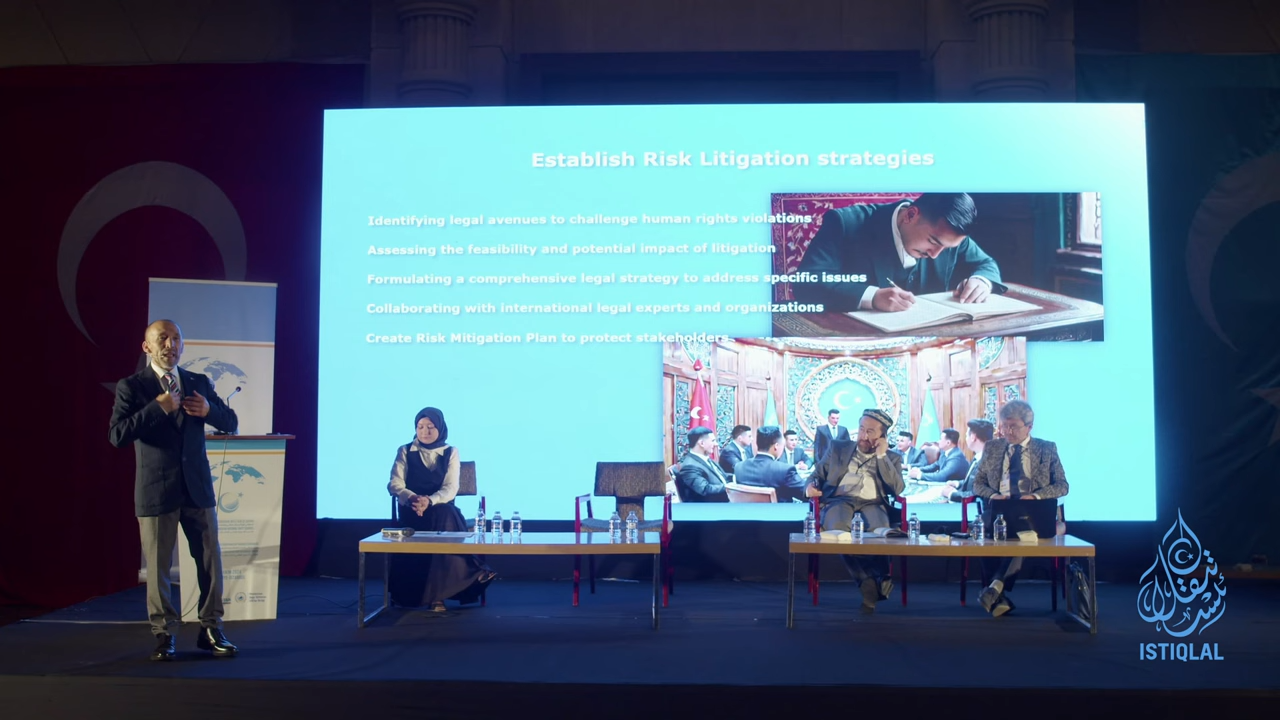 Establish Risk Litigation strategies
Identifying legal avenues to challenge human rights violations
Assessing the feasibility and potential impact of litigation
Formulating a comprehensive legal strategy to address specific issues
Collaborating with international legal experts and organizations
Create Risk Mitigation Plan to protect stakeholders
ئىستىقلال
ISTIQLAL